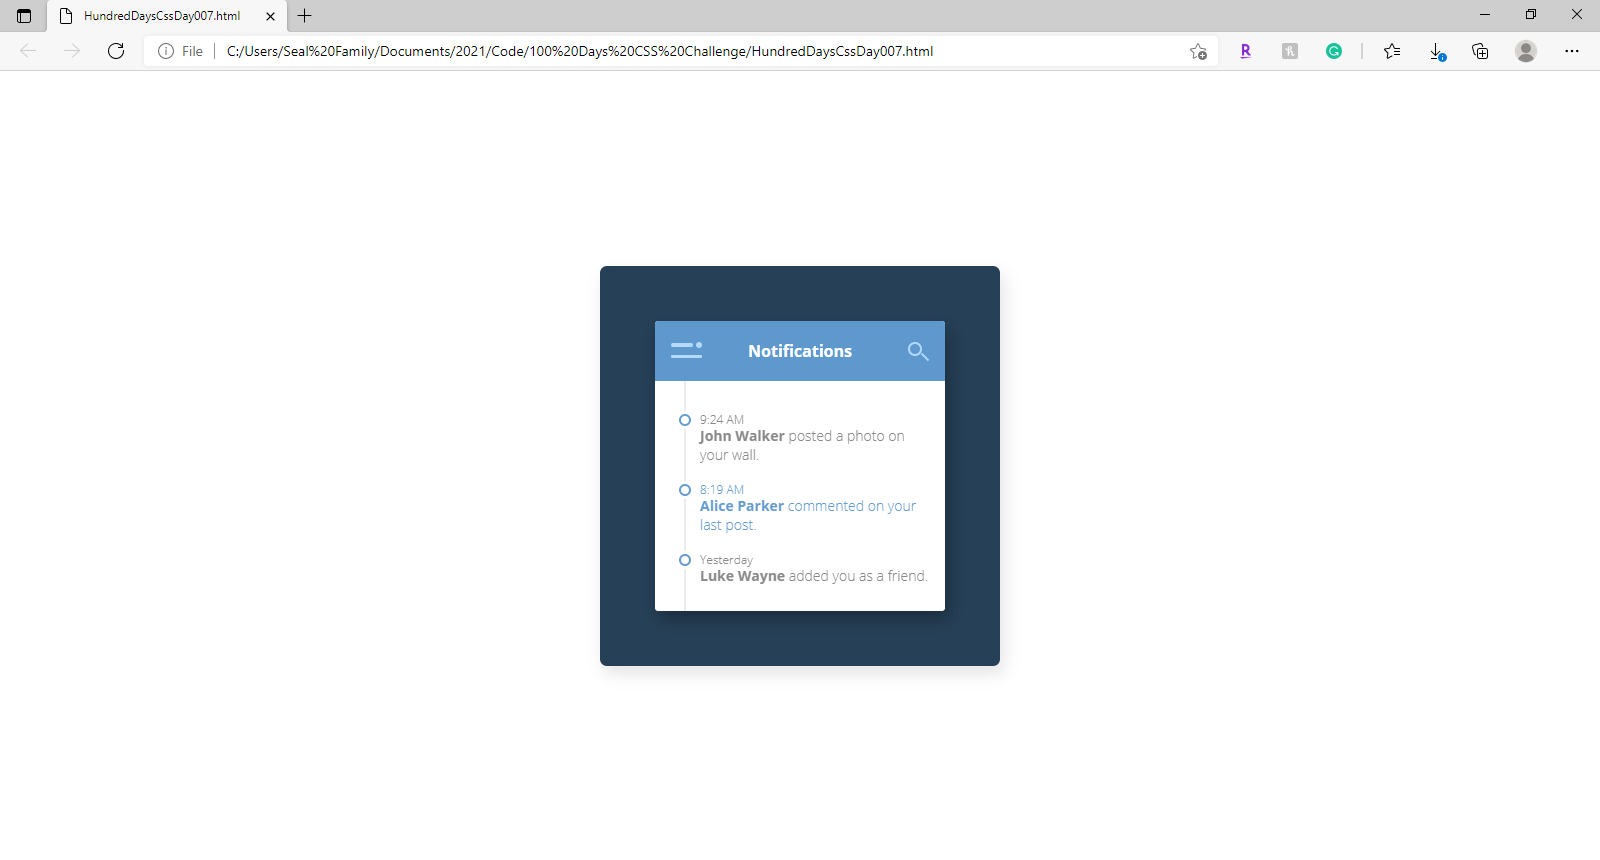 HundredDaysCssDay007.html
File
C:/Users/Seal%20Family/Documents/2021/Code/100%20Days%20CSS%20Challenge/HundredDaysCssDay007.html
R
Notifications
9:24 AM
John Walker posted a photo on
your wall.
8:19 AM
Alice Parker commented on your
last post.
Yesterday
Luke Wayne added you as a friend.